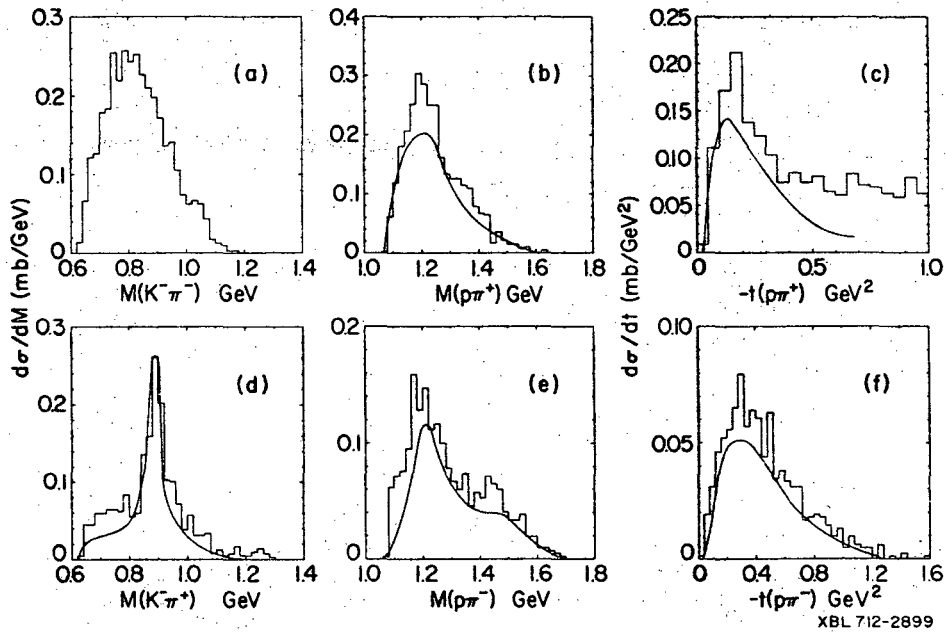 dσ/dM (mb/GeV)
0.4
0.3
0.2
0.1
0
(a)
0.6 0.8 1.0 1.2 1.4
M(K⁻π⁻) GeV
0.4
0.3
0.2
0.1
0
(b)
1.0 1.2 1.4 1.6 1.8
M(pπ⁺) GeV
dσ/dt (mb/GeV²)
0.25
0.20
0.15
0.10
0.05
0
(c)
0 0.5 1.0
-t(pπ⁺) GeV²
0.3
0.2
0.1
0
(d)
0.6 0.8 1.0 1.2 1.4
M(K⁻π⁺) GeV
0.2
0.1
0
(e)
1.0 1.2 1.4 1.6 1.8
M(pπ⁻) GeV
0.10
0.05
0
(f)
0 0.4 0.8 1.2 1.6
-t(pπ⁻) GeV²
XBL 712-2899